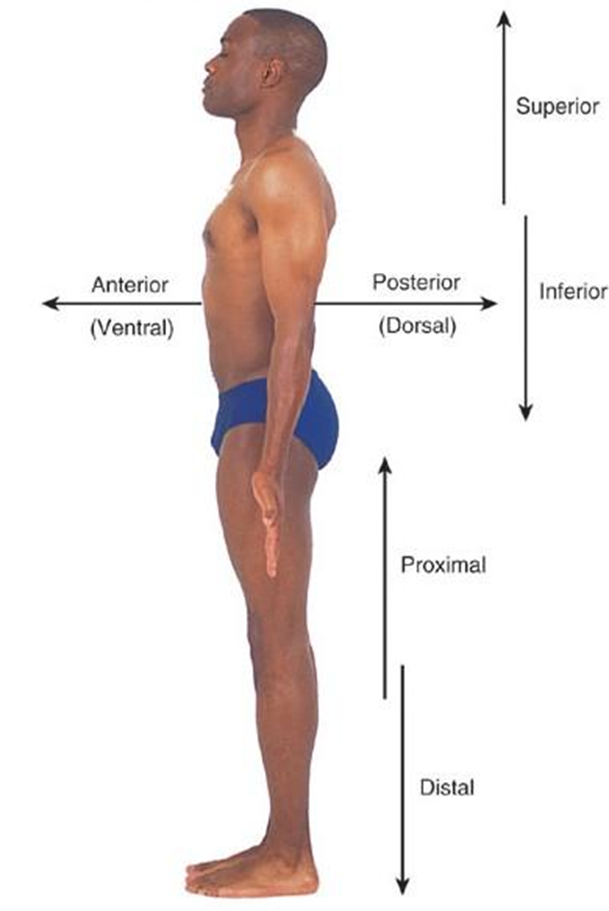 Superior
Anterior
(Ventral)
Posterior
(Dorsal)
Inferior
Proximal
Distal